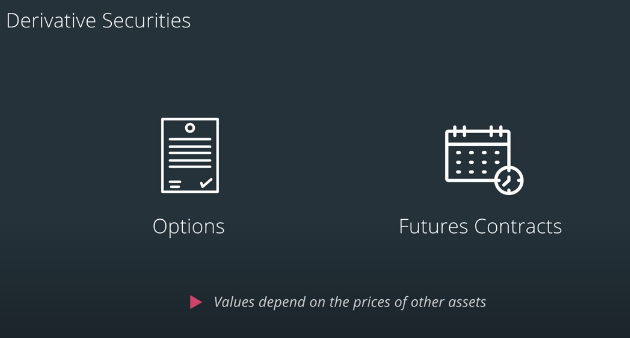 Derivative Securities
Options
Futures Contracts
Values depend on the prices of other assets